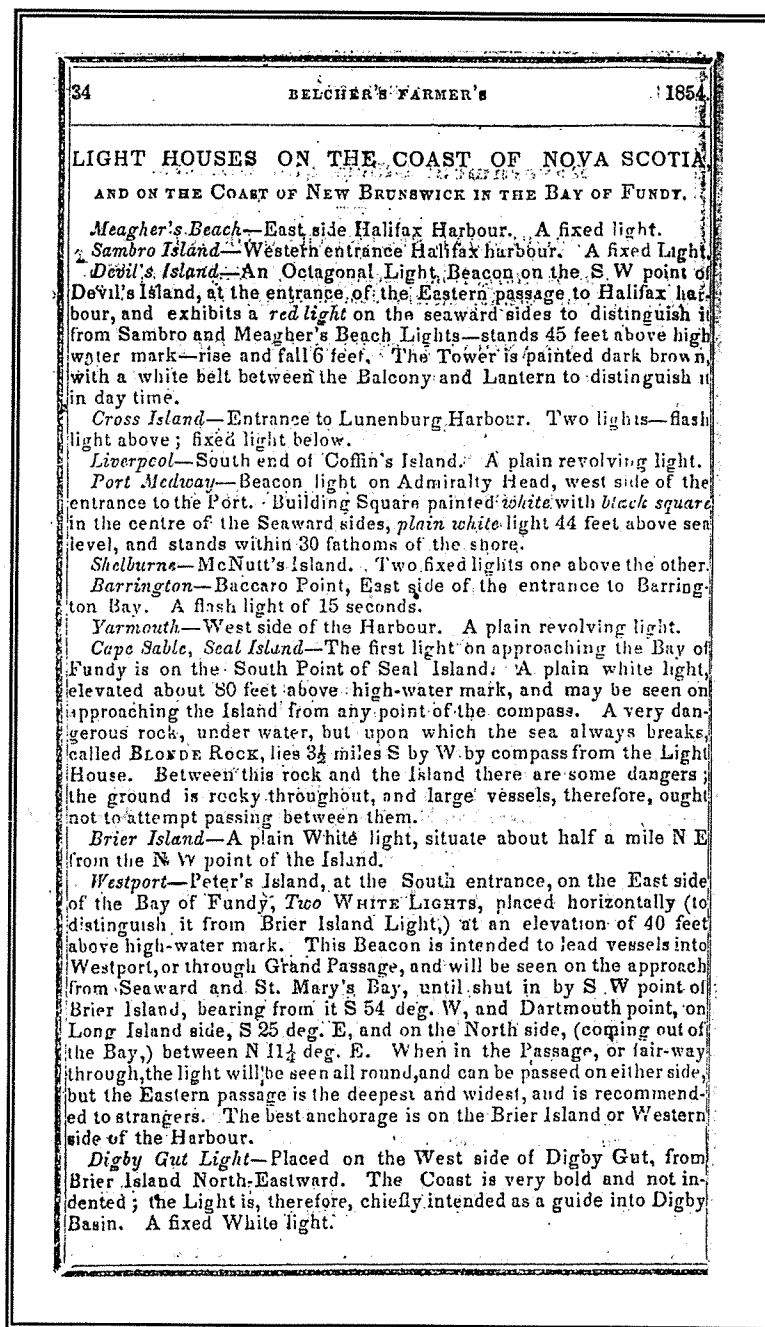 34 BELCHER'S FARMER'S 1854.
LIGHT HOUSES ON THE COAST OF NOVA SCOTIA
AND ON THE COAST OF NEW BRUNSWICK IN THE BAY OF FUNDY.
Meagher's Beach—East side Halifax Harbour. A fixed light.
Sambro Island—Western entrance Halifax harbour. A fixed Light.
Devil's Island—An Octagonal Light Beacon on the S W point of
Devil's Island, at the entrance of the Eastern passage to Halifax har-
bour, and exhibits a red light on the seaward sides to distinguish it
from Sambro and Meagher's Beach Lights—stands 45 feet above high
water mark—rise and fall 6 feet. The Tower is painted dark brown,
with a white belt between the Balcony and Lantern to distinguish it
in day time.
Cross Island—Entrance to Lunenburg Harbour. Two lights—flash
light above; fixed light below.
Liverpool—South end of Coffin's Island. A plain revolving light.
Port Medway—Beacon light on Admiralty Head, west side of the
entrance to the Port. Building Square painted white with black square
in the centre of the Seaward sides, plain white light 44 feet above sea
level, and stands within 30 fathoms of the shore.
Shelburne—McNutt's Island. Two fixed lights one above the other.
Barrington—Baccaro Point, East side of the entrance to Barring-
ton Bay. A flash light of 15 seconds.
Yarmouth—West side of the Harbour. A plain revolving light.
Cape Sable, Seal Island—The first light on approaching the Bay of
Fundy is on the South Point of Seal Island. A plain white light,
elevated about 80 feet above high-water mark, and may be seen on
approaching the Island from any point of the compass. A very dan-
gerous rock, under water, but upon which the sea always breaks,
called BLONDE ROCK, lies 3½ miles S by W by compass from the Light
House. Between this rock and the Island there are some dangers;
the ground is rocky throughout, and large vessels, therefore, ought
not to attempt passing between them.
Brier Island—A plain White light, situate about half a mile N E
from the N W point of the Island.
Westport—Peter's Island, at the South entrance, on the East side
of the Bay of Fundy, Two WHITE LIGHTS, placed horizontally (to
distinguish it from Brier Island Light,) at an elevation of 40 feet
above high-water mark. This Beacon is intended to lead vessels into
Westport, or through Grand Passage, and will be seen on the approach
from Seaward and St. Mary's Bay, until shut in by S W point of
Brier Island, bearing from it S 54 deg. W, and Dartmouth point, on
Long Island side, S 25 deg. E, and on the North side, (coming out of
the Bay,) between N 11½ deg. E. When in the Passage, or fair-way
through, the light will be seen all round, and can be passed on either side,
but the Eastern passage is the deepest and widest, and is recommend-
ed to strangers. The best anchorage is on the Brier Island or Western
side of the Harbour.
Digby Gut Light—Placed on the West side of Digby Gut, from
Brier Island North-Eastward. The Coast is very bold and not in-
dented; the Light is, therefore, chiefly intended as a guide into Digby
Basin. A fixed White light.